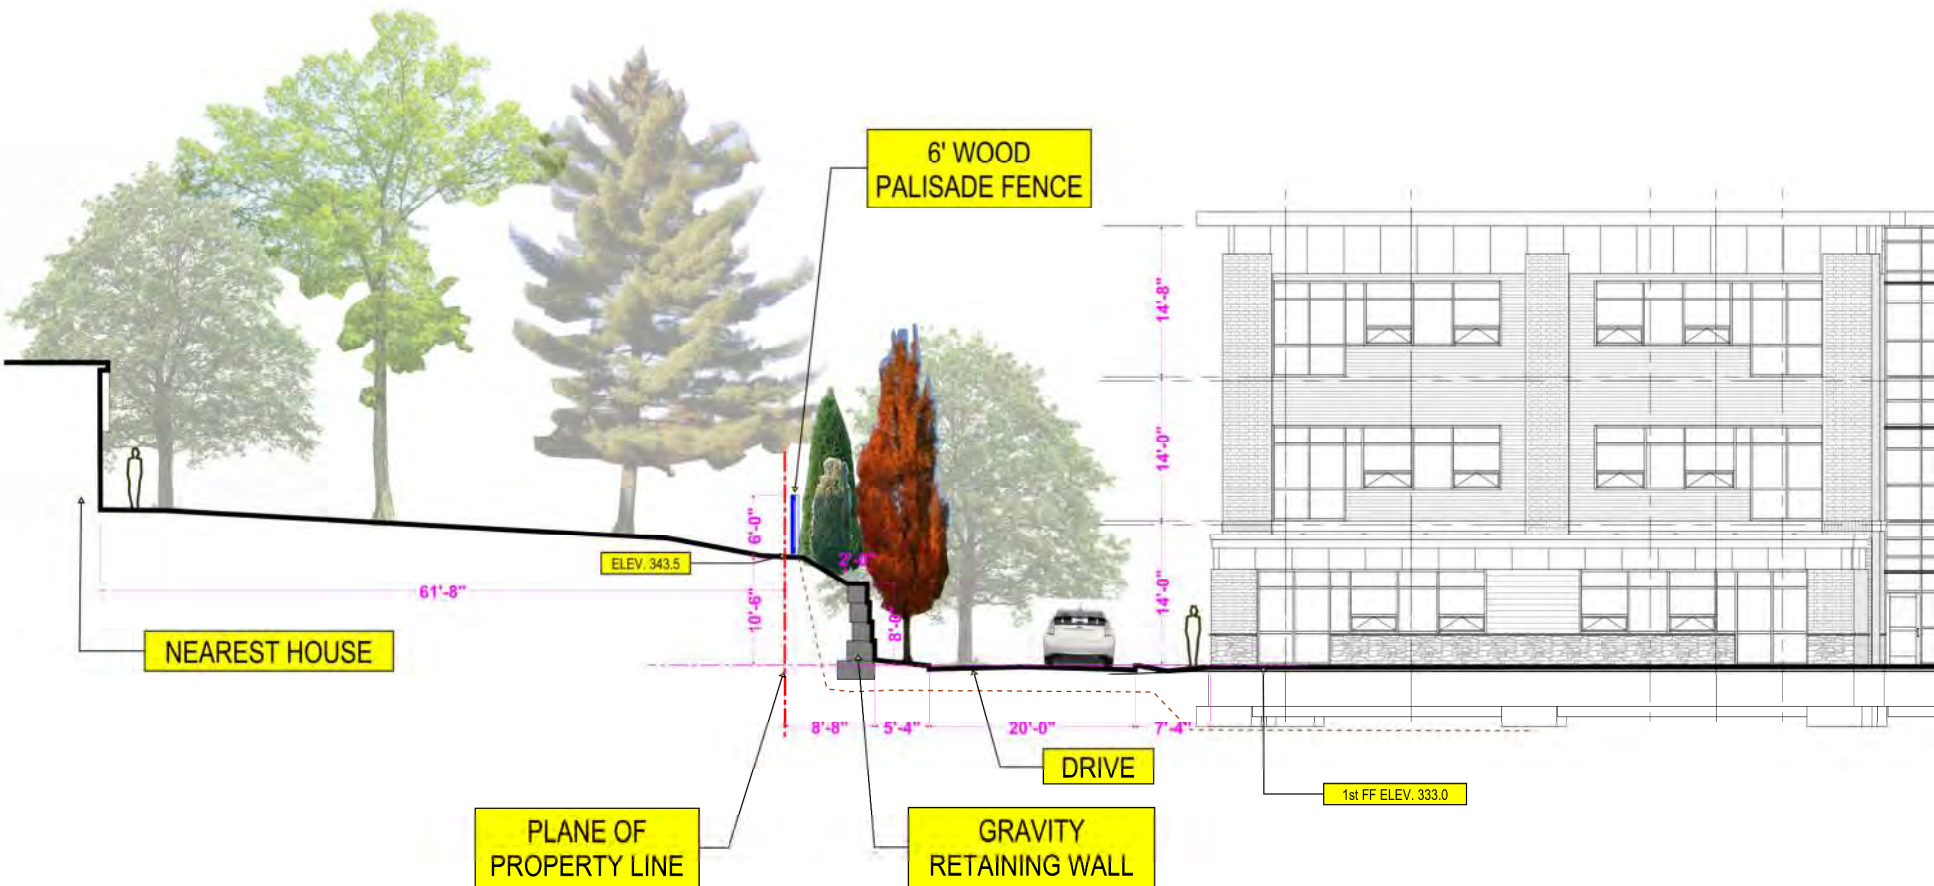 6' WOOD
PALISADE FENCE
14'-8"
14'-0"
14'-0"
6'-0"
ELEV. 343.5
2'-0"
61'-8"
10'-6"
8'-0"
NEAREST HOUSE
8'-8"
5'-4"
20'-0"
7'-4"
DRIVE
1st FF ELEV. 333.0
PLANE OF
PROPERTY LINE
GRAVITY
RETAINING WALL